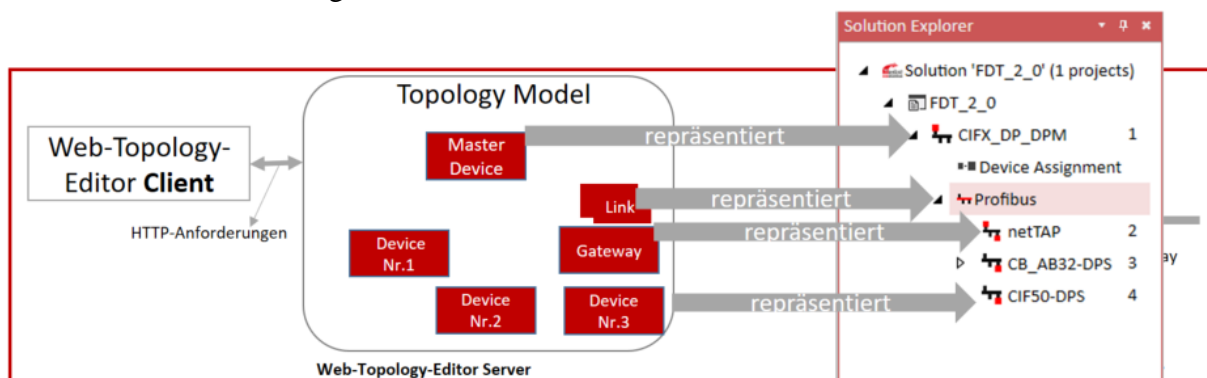 Solution Explorer
Solution 'FDT_2_0' (1 projects)
FDT_2_0
CIFX_DP_DPM 1
Device Assignment
Profibus
netTAP 2
CB_AB32-DPS 3
CIF50-DPS 4
Topology Model
Web-Topology-
Editor Client
HTTP-Anforderungen
Master
Device
Link
Gateway
Device
Nr.1
Device
Nr.2
Device
Nr.3
repräsentiert
repräsentiert
repräsentiert
repräsentiert
Web-Topology-Editor Server
ay